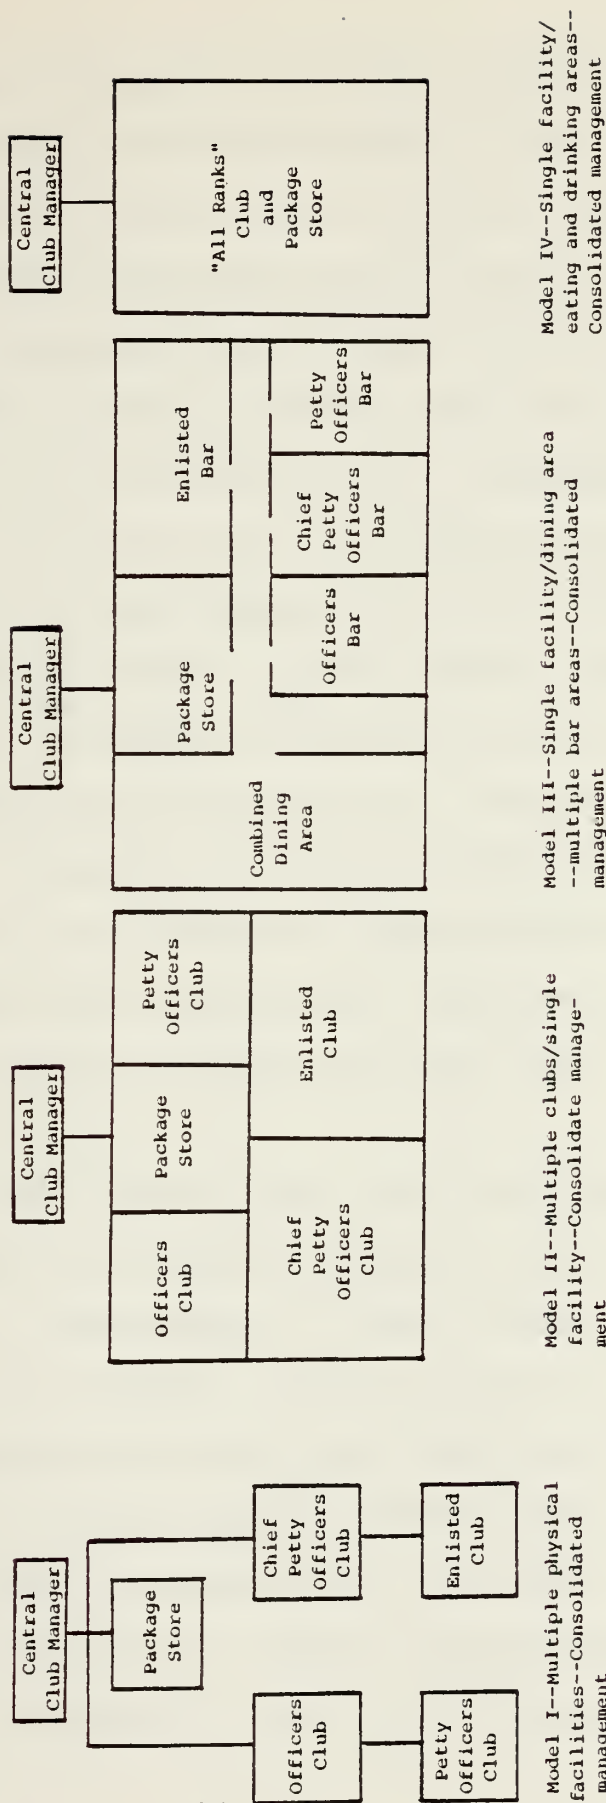 Central
Club Manager
Package
Store
Officers
Club
Chief
Petty
Officers
Club
Petty
Officers
Club
Enlisted
Club
Model I--Multiple physical
facilities--Consolidated
management
Central
Club Manager
Officers
Club
Package
Store
Petty
Officers
Club
Chief
Petty
Officers
Club
Enlisted
Club
Model II--Multiple clubs/single
facility--Consolidate manage-
ment
Central
Club Manager
Combined
Dining
Area
Package
Store
Enlisted
Bar
Officers
Bar
Chief
Petty
Officers
Bar
Petty
Officers
Bar
Model III--Single facility/dining area
--multiple bar areas--Consolidated
management
Central
Club Manager
"All Ranks"
Club
and
Package
Store
Model IV--Single facility/
eating and drinking areas--
Consolidated management